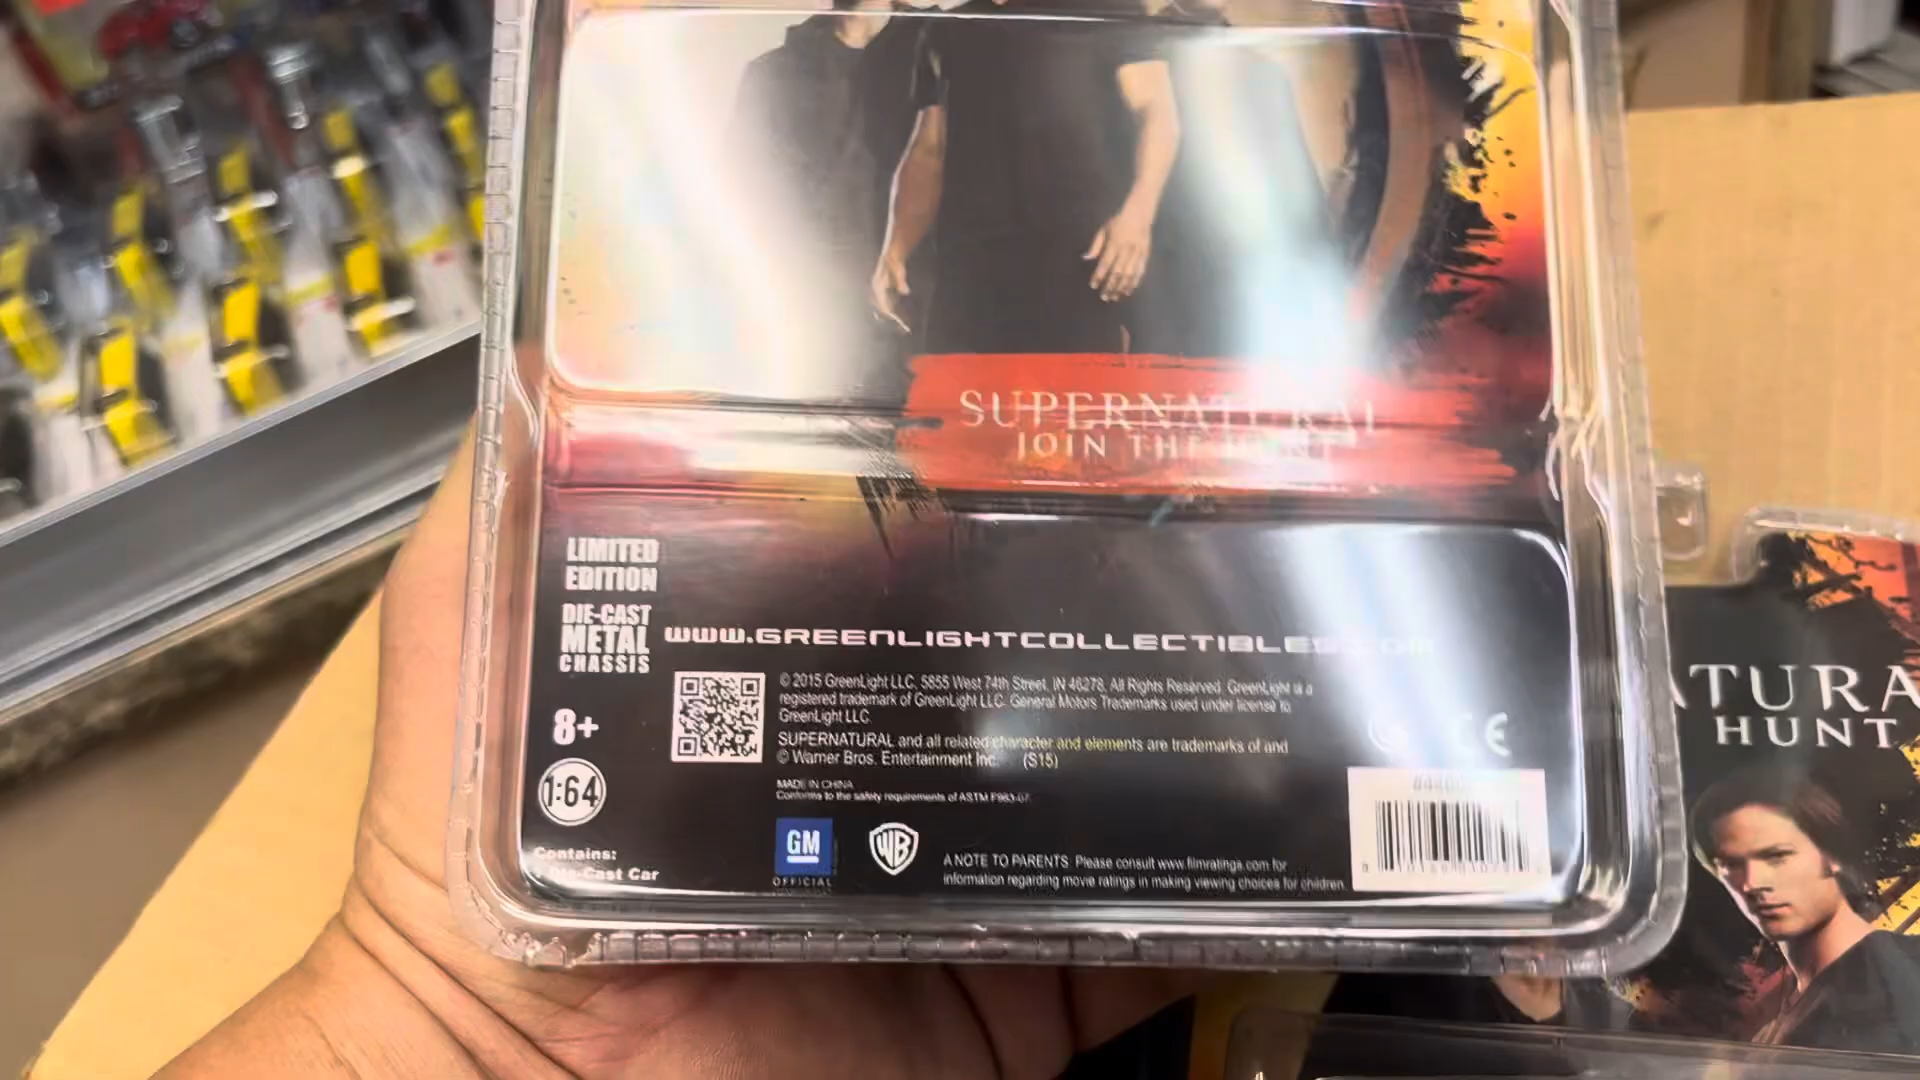 SUPERNATURAL
JOIN THE HUNT
LIMITED
EDITION
DIE-CAST
METAL
CHASSIS
WWW.GREENLIGHTCOLLECTIBLES.COM
© 2015 GreenLight LLC, 5855 West 74th Street, IN 46278, All Rights Reserved. GreenLight is a
registered trademark of GreenLight LLC. General Motors Trademarks used under license to
GreenLight LLC.
SUPERNATURAL and all related character and elements are trademarks of and
© Warner Bros. Entertainment Inc. (S15)
8+
1:64
MADE IN CHINA
Conforms to the safety requirements of ASTM F963-07
Contains:
Die-Cast Car
GM
OFFICIAL
WB
A NOTE TO PARENTS: Please consult www.filmratings.com for
information regarding movie ratings in making viewing choices for children.
CE
ATURA
HUNT